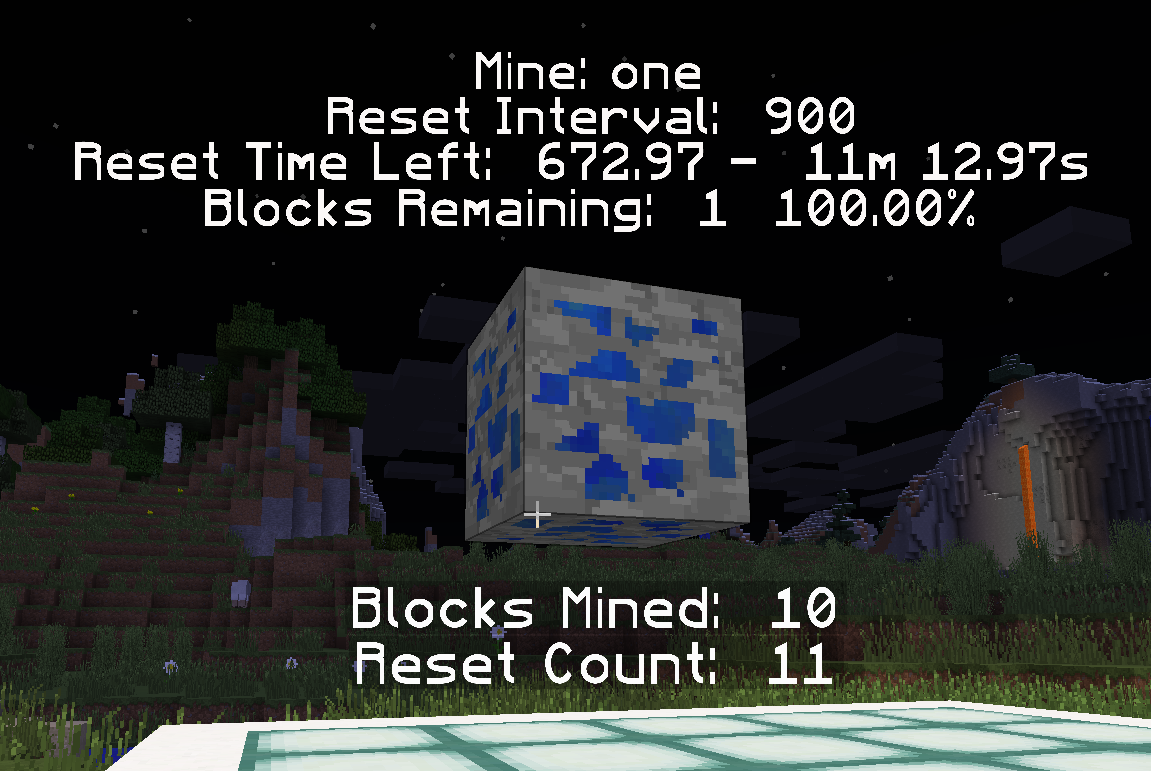 Mine: one
Reset Interval: 900
Reset Time Left: 672.97 - 11m 12.97s
Blocks Remaining: 1 100.00%
Blocks Mined: 10
Reset Count: 11